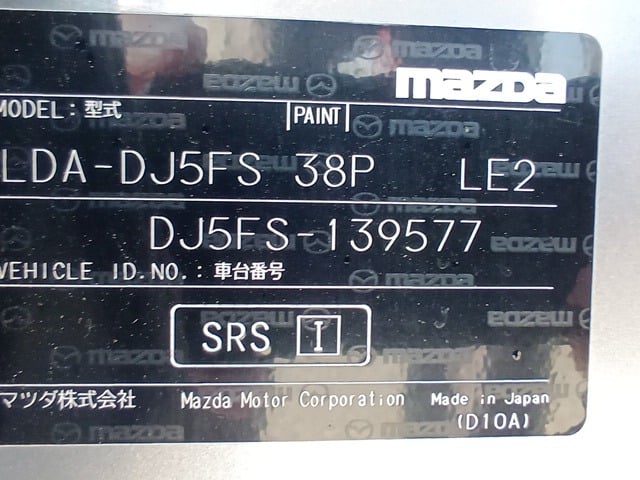 mazda
MODEL: 型式 PAINT
LDA-DJ5FS 38P LE2
DJ5FS-139577
VEHICLE ID.NO.: 車台番号
SRS I
マツダ株式会社 Mazda Motor Corporation Made in Japan
(D10A)